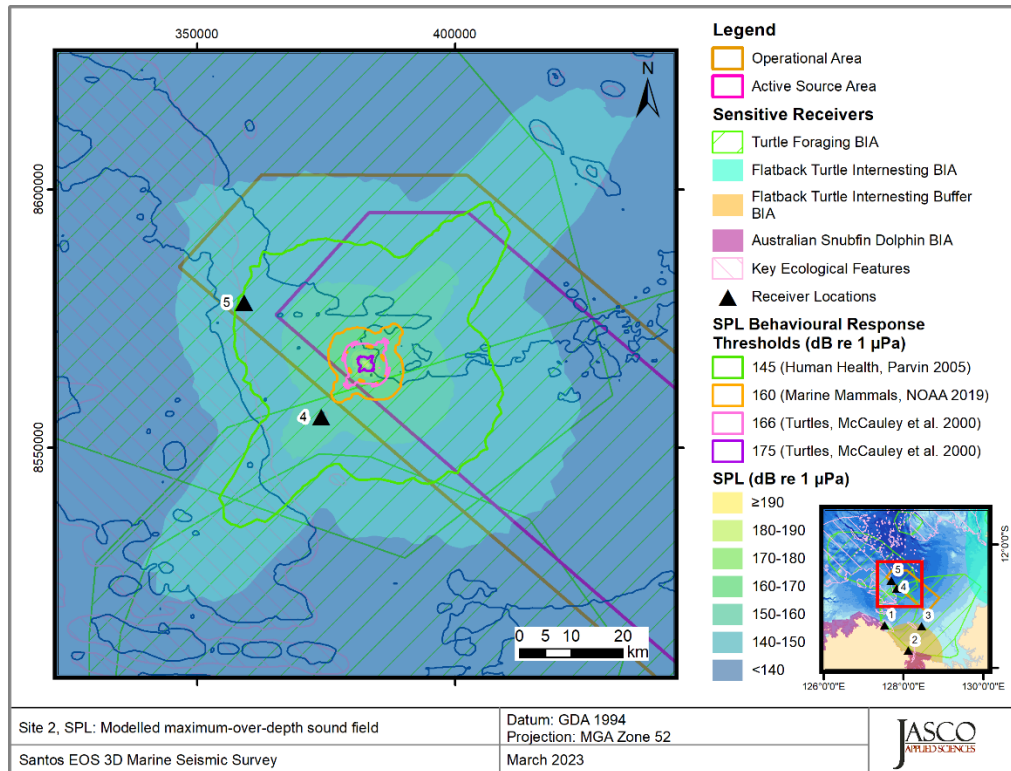 350000
400000
8600000
8550000
N
5
4
0 5 10 20
km
Legend
Operational Area
Active Source Area
Sensitive Receivers
Turtle Foraging BIA
Flatback Turtle Internesting BIA
Flatback Turtle Internesting Buffer
BIA
Australian Snubfin Dolphin BIA
Key Ecological Features
Receiver Locations
SPL Behavioural Response
Thresholds (dB re 1 µPa)
145 (Human Health, Parvin 2005)
160 (Marine Mammals, NOAA 2019)
166 (Turtles, McCauley et al. 2000)
175 (Turtles, McCauley et al. 2000)
SPL (dB re 1 µPa)
≥190
180-190
170-180
160-170
150-160
140-150
<140
5
4
1
3
2
12°0'0"S
126°0'0"E 128°0'0"E 130°0'0"E
Site 2, SPL: Modelled maximum-over-depth sound field
Santos EOS 3D Marine Seismic Survey
Datum: GDA 1994
Projection: MGA Zone 52
March 2023
JASCO
APPLIED SCIENCES